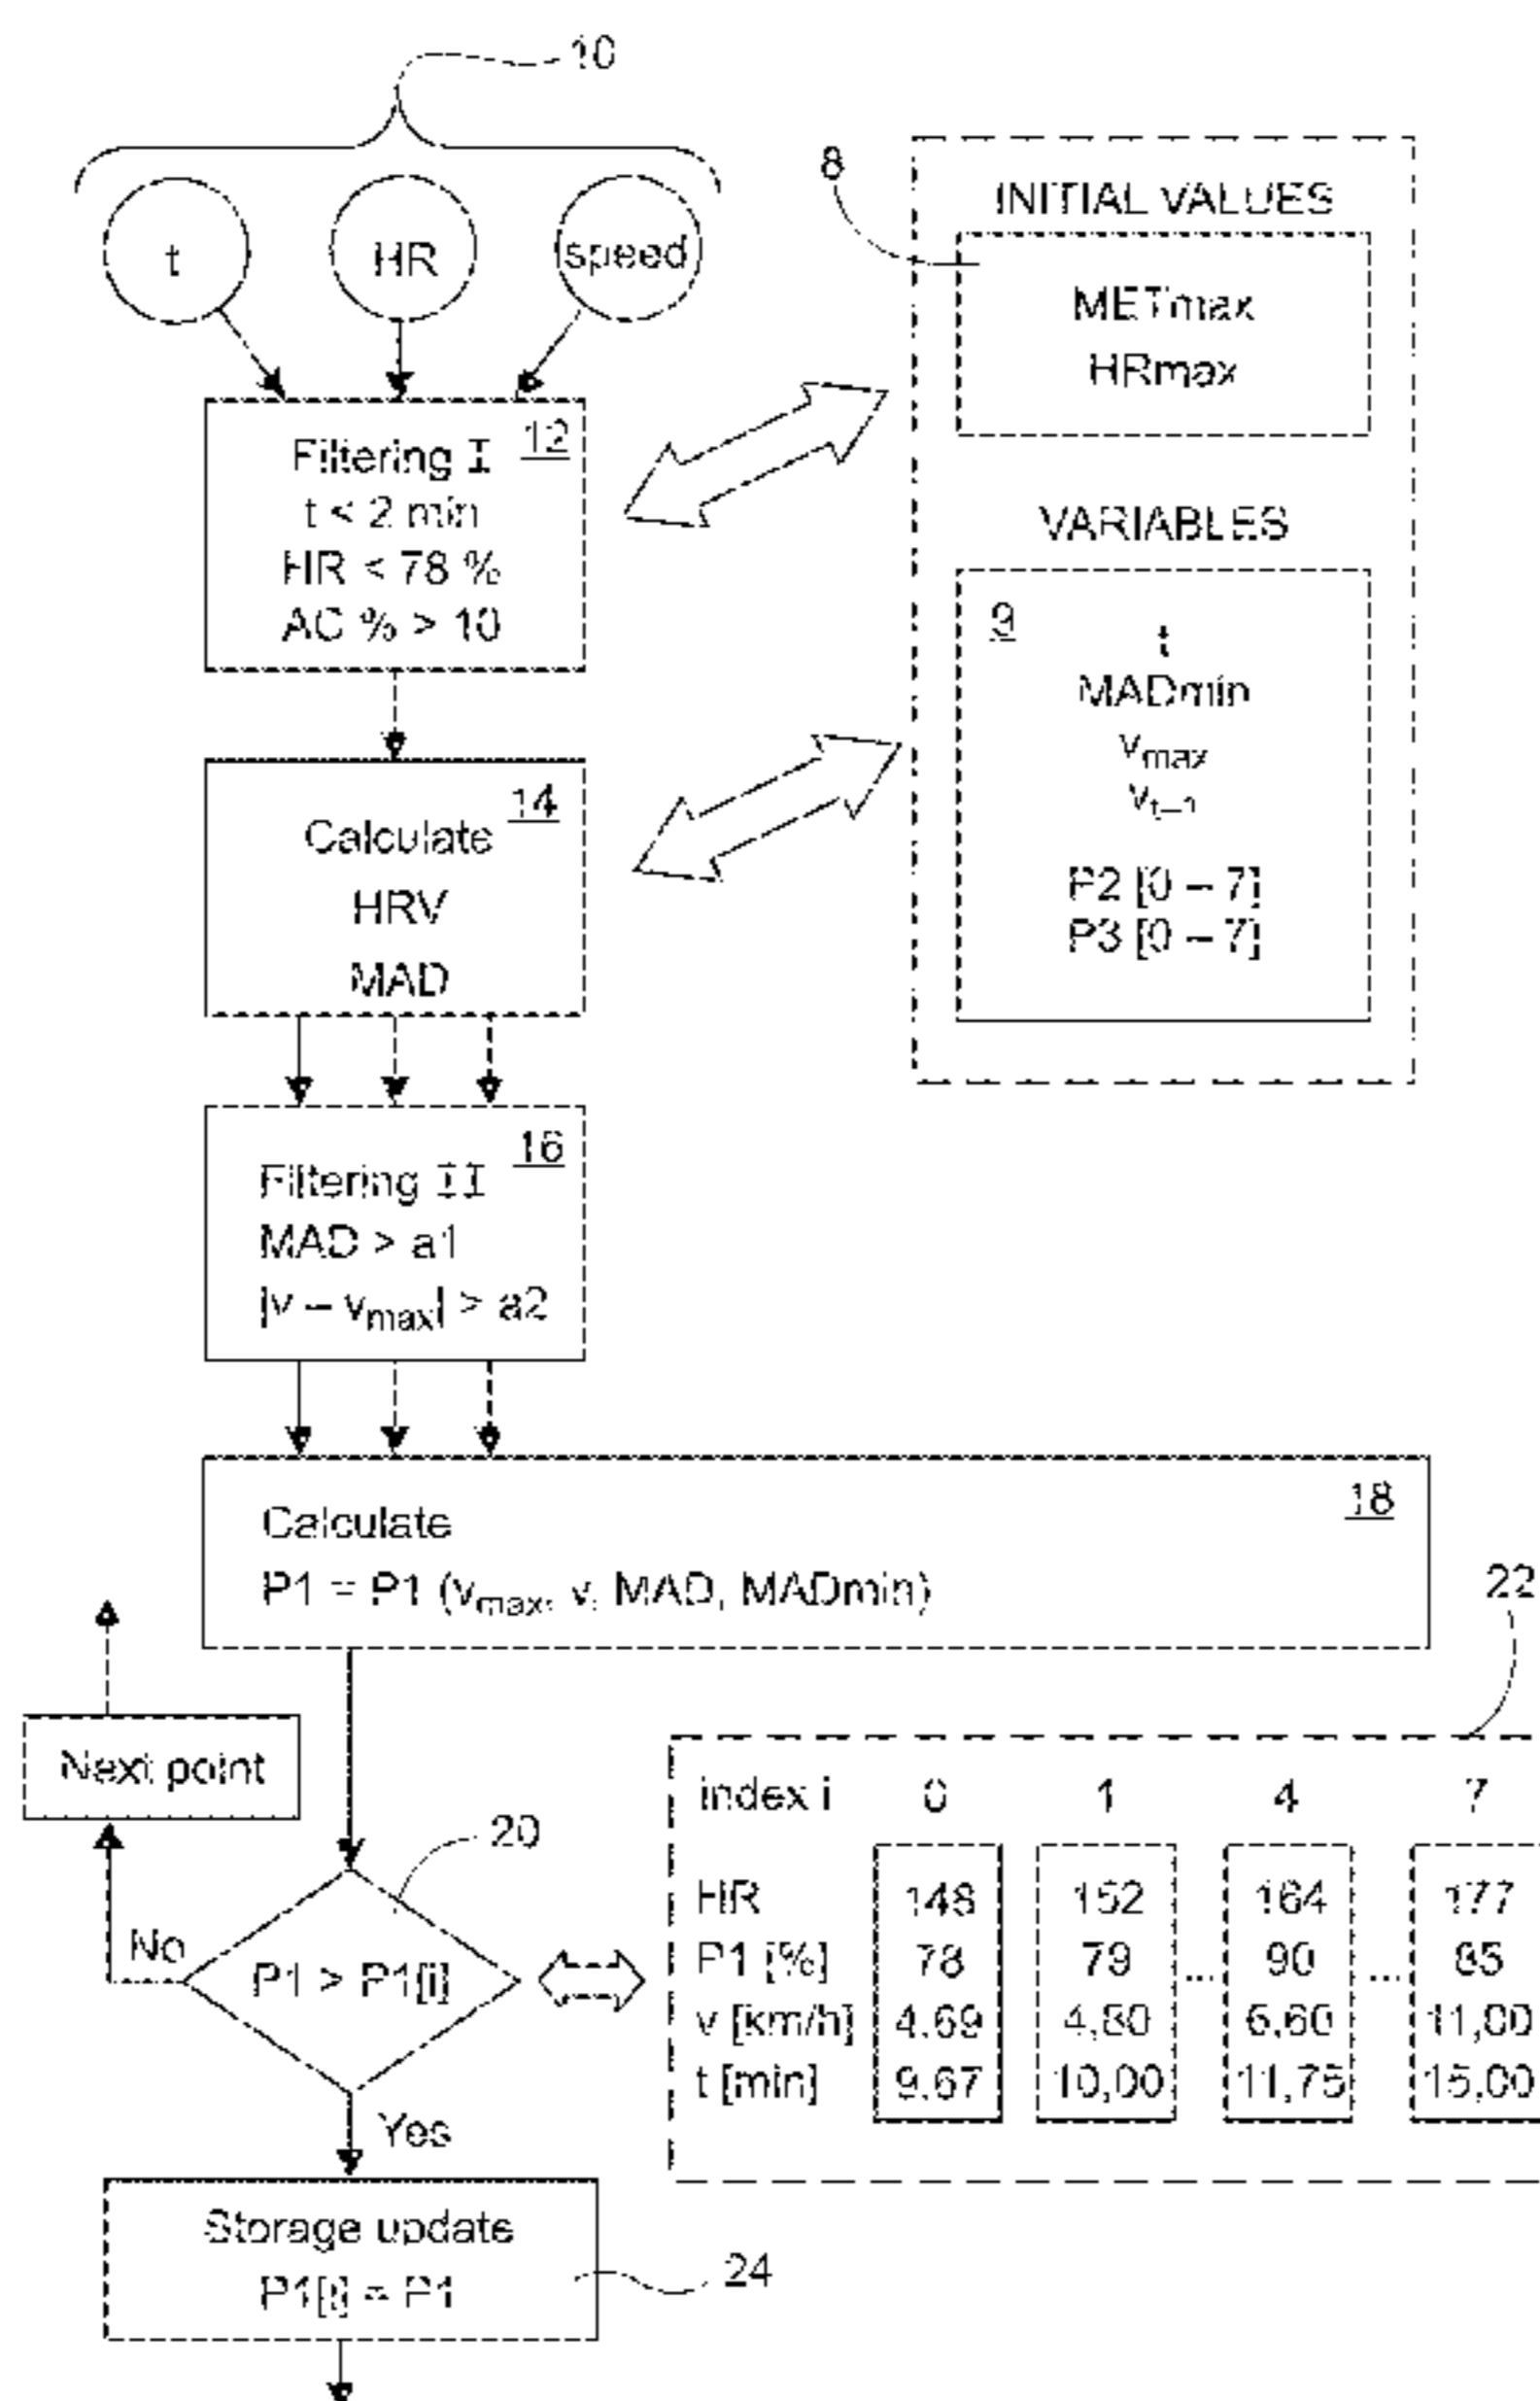 10
t
HR
speed
Filtering I
12
t < 2 min
HR < 78 %
AC % > 10
8
INITIAL VALUES
METmax
HRmax
VARIABLES
9
t
MADmin
vmax
vt–1
P2 [0 – 7]
P3 [0 – 7]
Calculate
14
HRV
MAD
Filtering II
16
MAD > a1
|v – vmax| > a2
Calculate
18
P1 = P1 (vmax, v, MAD, MADmin)
Next point
20
No
P1 > P1[i]
Yes
22
index i 0 1 4 7
HR 148 152 164 177
P1 [%] 78 79 ... 90 ... 85
v [km/h] 4,69 4,80 6,60 11,00
t [min] 9,67 10,00 11,75 15,00
Storage update
P1[i] = P1
24